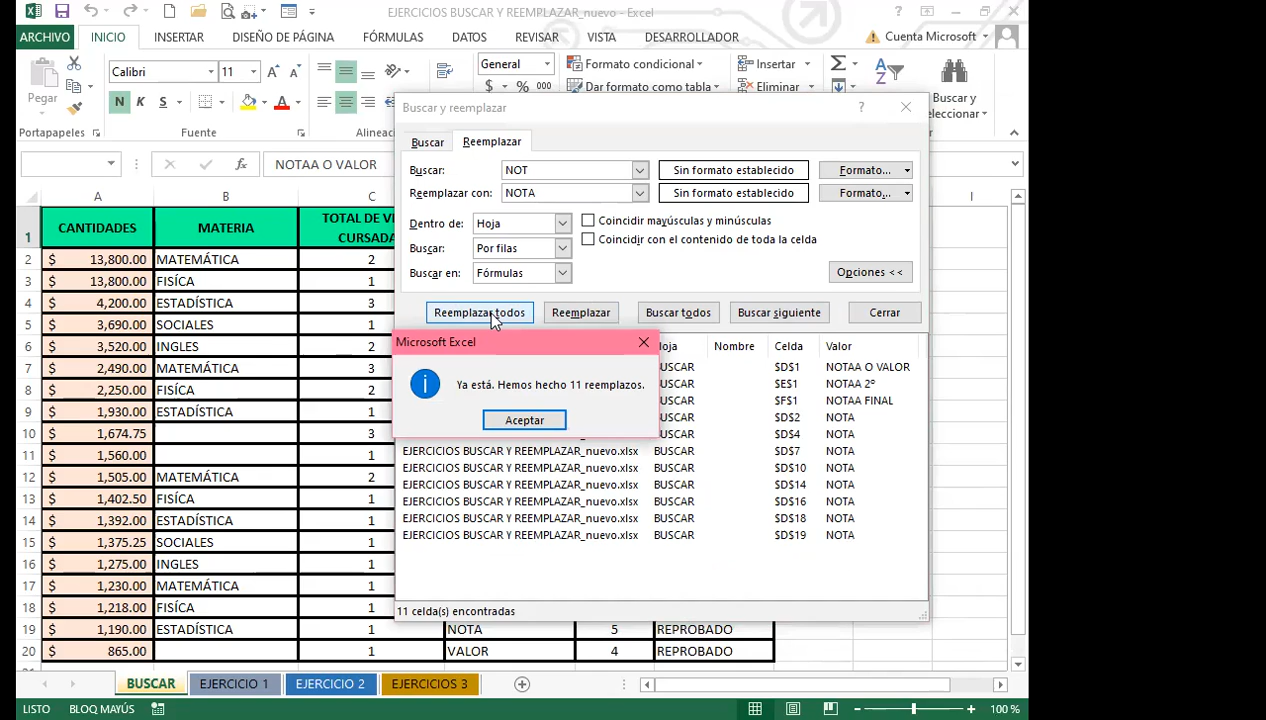 EJERCICIOS BUSCAR Y REEMPLAZAR_nuevo - Excel
ARCHIVO INICIO INSERTAR DISEÑO DE PÁGINA FÓRMULAS DATOS REVISAR VISTA DESARROLLADOR Cuenta Microsoft
Pegar Calibri 11 General Formato condicional Insertar
N K S $ % 000 Dar formato como tabla Eliminar Buscar y
Portapapeles Fuente Alineac seleccionar
NOTAA O VALOR
A B C I
1 CANTIDADES MATERIA TOTAL DE VE
CURSADA
2 $ 13,800.00 MATEMÁTICA 2
3 $ 13,800.00 FISÍCA 1
4 $ 4,200.00 ESTADÍSTICA 3
5 $ 3,690.00 SOCIALES 1
6 $ 3,520.00 INGLES 2
7 $ 2,490.00 MATEMÁTICA 3
8 $ 2,250.00 FISÍCA 2
9 $ 1,930.00 ESTADÍSTICA 1
10 $ 1,674.75 3
11 $ 1,560.00 1
12 $ 1,505.00 MATEMÁTICA 2
13 $ 1,402.50 FISÍCA 1
14 $ 1,392.00 ESTADÍSTICA 1
15 $ 1,375.25 SOCIALES 1
16 $ 1,275.00 INGLES 1
17 $ 1,230.00 MATEMÁTICA 1
18 $ 1,218.00 FISÍCA 1
19 $ 1,190.00 ESTADÍSTICA 1 NOTA 5 REPROBADO
20 $ 865.00 1 VALOR 4 REPROBADO
Buscar y reemplazar
Buscar Reemplazar
Buscar: NOT Sin formato establecido Formato...
Reemplazar con: NOTA Sin formato establecido Formato...
Dentro de: Hoja Coincidir mayúsculas y minúsculas
Buscar: Por filas Coincidir con el contenido de toda la celda
Buscar en: Fórmulas Opciones <<
Reemplazar todos Reemplazar Buscar todos Buscar siguiente Cerrar
Microsoft Excel
Ya está. Hemos hecho 11 reemplazos.
Aceptar
oja Nombre Celda Valor
USCAR $D$1 NOTAA O VALOR
USCAR $E$1 NOTAA 2º
USCAR $F$1 NOTAA FINAL
USCAR $D$2 NOTA
USCAR $D$4 NOTA
EJERCICIOS BUSCAR Y REEMPLAZAR_nuevo.xlsx BUSCAR $D$7 NOTA
EJERCICIOS BUSCAR Y REEMPLAZAR_nuevo.xlsx BUSCAR $D$10 NOTA
EJERCICIOS BUSCAR Y REEMPLAZAR_nuevo.xlsx BUSCAR $D$14 NOTA
EJERCICIOS BUSCAR Y REEMPLAZAR_nuevo.xlsx BUSCAR $D$16 NOTA
EJERCICIOS BUSCAR Y REEMPLAZAR_nuevo.xlsx BUSCAR $D$18 NOTA
EJERCICIOS BUSCAR Y REEMPLAZAR_nuevo.xlsx BUSCAR $D$19 NOTA
11 celda(s) encontradas
BUSCAR EJERCICIO 1 EJERCICIO 2 EJERCICIOS 3
LISTO BLOQ MAYÚS 100 %